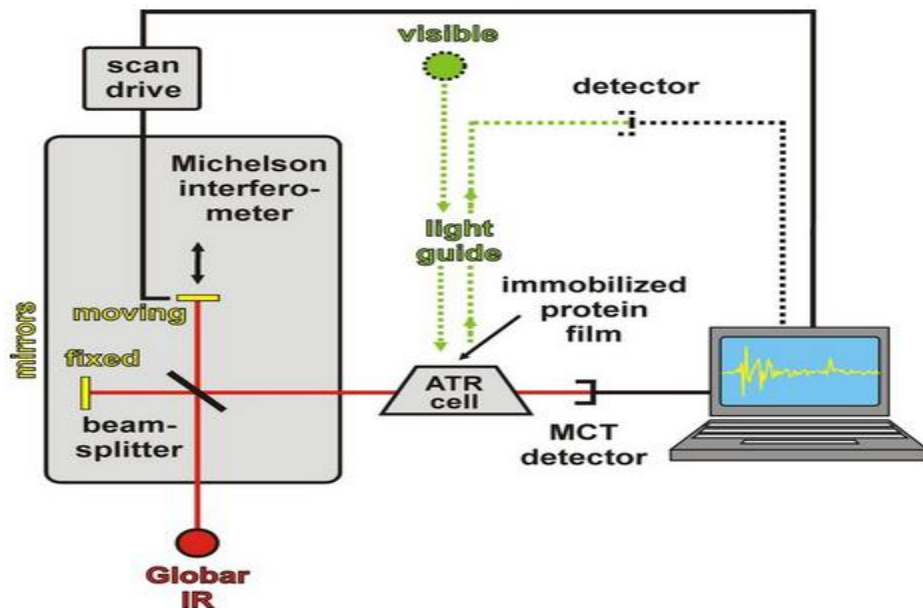 visible
scan
drive
detector
Michelson
interfero-
meter
light
guide
immobilized
protein
film
mirrors
moving
fixed
ATR
cell
beam-
splitter
MCT
detector
Globar
IR